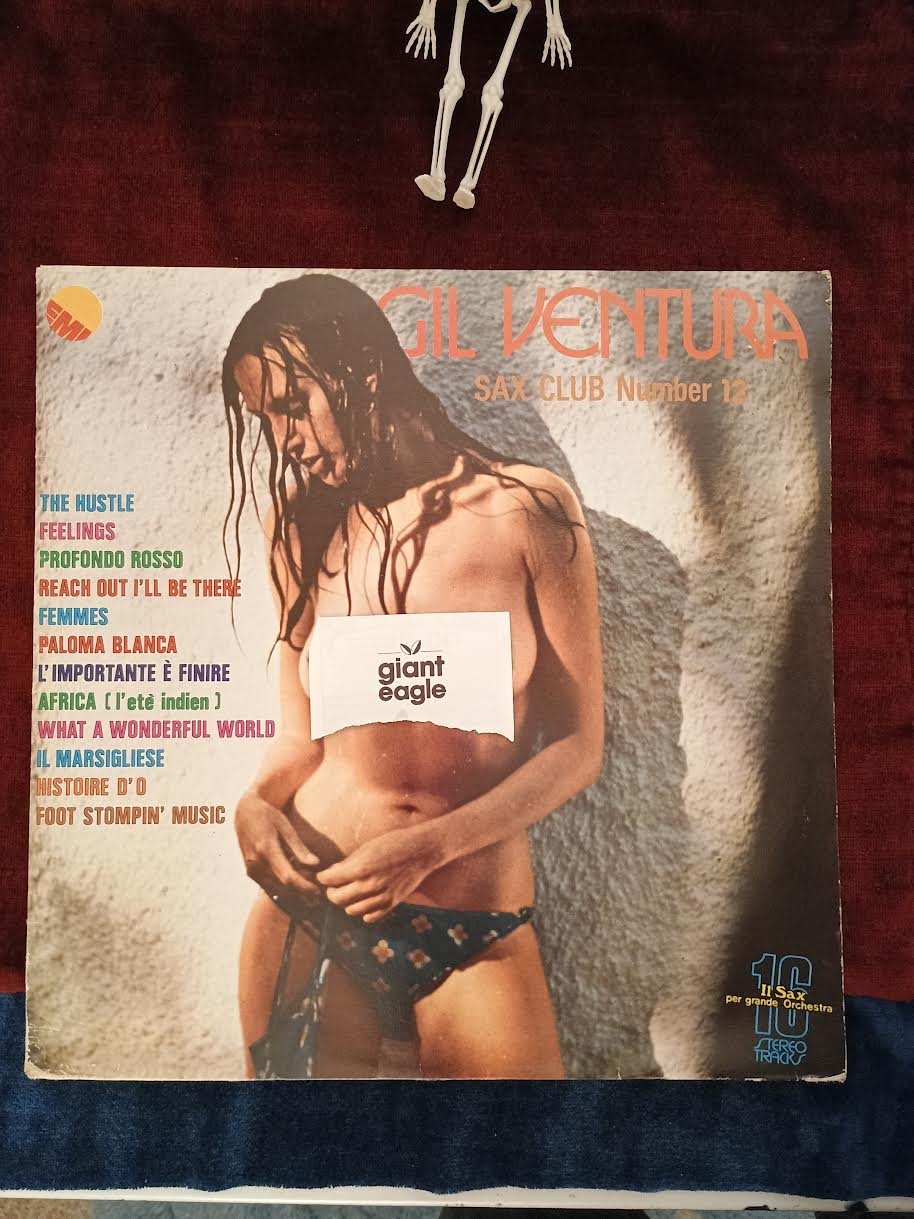 EMI
GIL VENTURA
SAX CLUB Number 13
THE HUSTLE
FEELINGS
PROFONDO ROSSO
REACH OUT I'LL BE THERE
FEMMES
PALOMA BLANCA
L'IMPORTANTE È FINIRE
AFRICA ( l'etè indien )
WHAT A WONDERFUL WORLD
IL MARSIGLIESE
HISTOIRE D'O
FOOT STOMPIN' MUSIC
giant
eagle
16
Il Sax
per grande Orchestra
STEREO
TRACKS